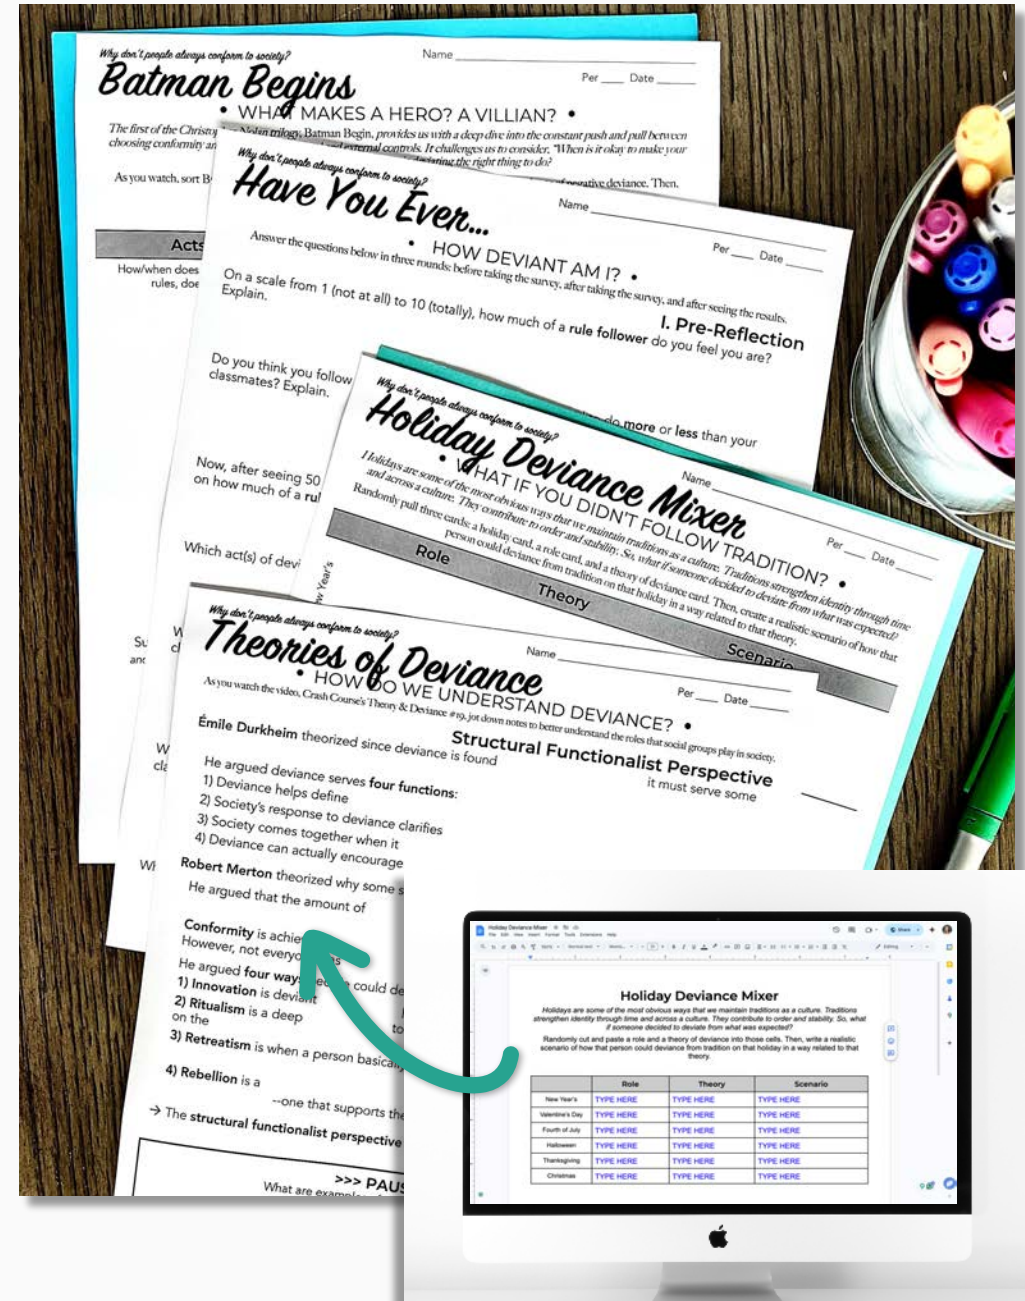 Why don't people always conform to society?
Batman Begins
Name
Per Date
• WHAT MAKES A HERO? A VILLIAN? •
The first of the Christopher Nolan trilogy, Batman Begin, provides us with a deep dive into the constant push and pull between
choosing conformity an external controls. It challenges us to consider, "When is it okay to make your
the right thing to do?
As you watch, sort B of negative deviance. Then,
Acts
How/when does
rules, doe
Why don't people always conform to society?
Have You Ever...
Name
Per Date
• HOW DEVIANT AM I? •
Answer the questions below in three rounds: before taking the survey, after taking the survey, and after seeing the results.
I. Pre-Reflection
On a scale from 1 (not at all) to 10 (totally), how much of a rule follower do you feel you are?
Explain.
Do you think you follow do more or less than your
classmates? Explain.
Now, after seeing 50
on how much of a rul
Which act(s) of devi
Why don't people always conform to society?
Holiday Deviance Mixer
Name
Per Date
• WHAT IF YOU DIDN'T FOLLOW TRADITION? •
Holidays are some of the most obvious ways that we maintain traditions as a culture. Traditions strengthen identity through time
and across a culture. They contribute to order and stability. So, what if someone decided to deviate from what was expected?
Randomly pull three cards: a holiday card, a role card, and a theory of deviance card. Then, create a realistic scenario of how that
person could deviance from tradition on that holiday in a way related to that theory.
Role Theory Scenario
w Year's
Why don't people always conform to society?
Theories of Deviance
Name
Per Date
• HOW DO WE UNDERSTAND DEVIANCE? •
As you watch the video, Crash Course's Theory & Deviance #19, jot down notes to better understand the roles that social groups play in society.
Structural Functionalist Perspective
Émile Durkheim theorized since deviance is found it must serve some
He argued deviance serves four functions:
1) Deviance helps define
2) Society's response to deviance clarifies
3) Society comes together when it
4) Deviance can actually encourage
Robert Merton theorized why some s
He argued that the amount of
Conformity is achie
However, not everyo
He argued four ways people could de
1) Innovation is deviant
2) Ritualism is a deep
on the
3) Retreatism is when a person basically
4) Rebellion is a
--one that supports the
→ The structural functionalist perspective
>>> PAUS
What are example
Holiday Deviance Mixer
File Edit View Insert Format Tools Extensions Help
Share
Editing
Holiday Deviance Mixer
Holidays are some of the most obvious ways that we maintain traditions as a culture. Traditions
strengthen identity through time and across a culture. They contribute to order and stability. So, what
if someone decided to deviate from what was expected?
Randomly cut and paste a role and a theory of deviance into those cells. Then, write a realistic
scenario of how that person could deviance from tradition on that holiday in a way related to that
theory.
Role Theory Scenario
New Year's TYPE HERE TYPE HERE TYPE HERE
Valentine's Day TYPE HERE TYPE HERE TYPE HERE
Fourth of July TYPE HERE TYPE HERE TYPE HERE
Halloween TYPE HERE TYPE HERE TYPE HERE
Thanksgiving TYPE HERE TYPE HERE TYPE HERE
Christmas TYPE HERE TYPE HERE TYPE HERE